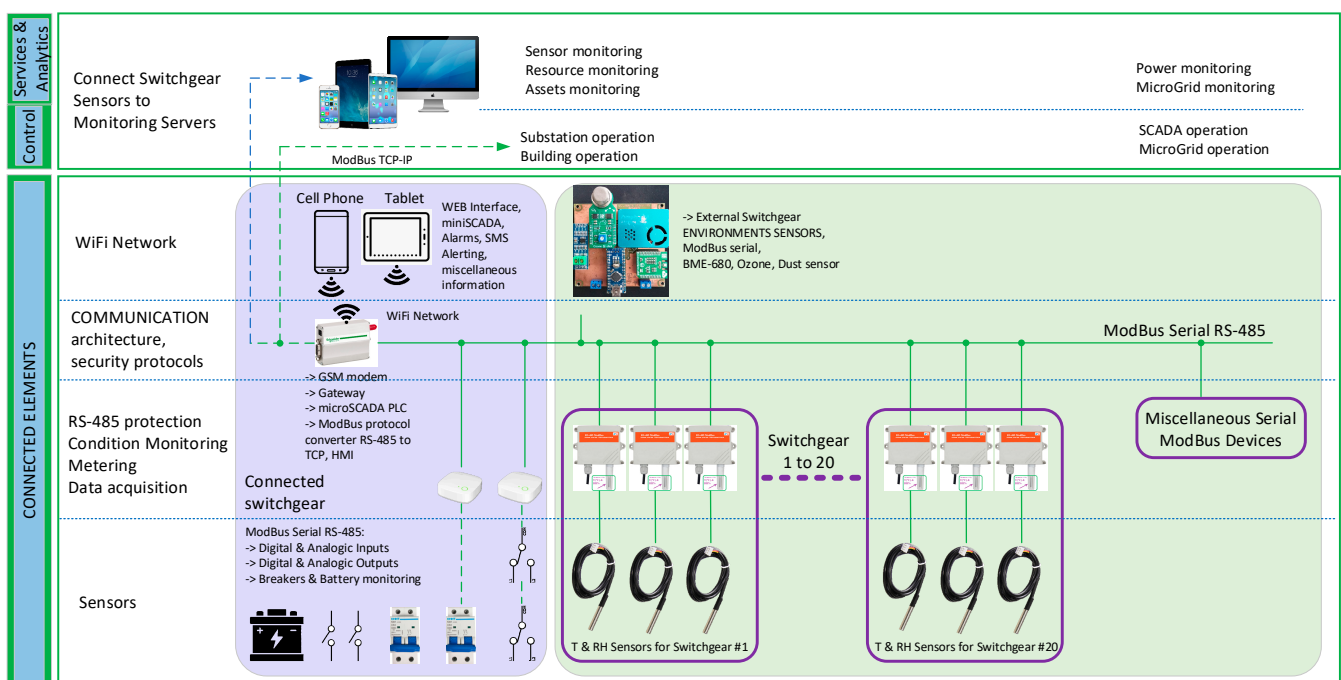 Services &
Analytics
Control
Connect Switchgear
Sensors to
Monitoring Servers
Sensor monitoring
Resource monitoring
Assets monitoring
Power monitoring
MicroGrid monitoring
Substation operation
Building operation
SCADA operation
MicroGrid operation
ModBus TCP-IP
CONNECTED ELEMENTS
WiFi Network
Cell Phone
Tablet
WEB Interface,
miniSCADA,
Alarms, SMS
Alerting,
miscellaneous
information
-> External Switchgear
ENVIRONMENTS SENSORS,
ModBus serial,
BME-680, Ozone, Dust sensor
COMMUNICATION
architecture,
security protocols
WiFi Network
ModBus Serial RS-485
-> GSM modem
-> Gateway
-> microSCADA PLC
-> ModBus protocol
converter RS-485 to
TCP, HMI
RS-485 protection
Condition Monitoring
Metering
Data acquisition
Connected
switchgear
Switchgear
1 to 20
Miscellaneous Serial
ModBus Devices
Sensors
ModBus Serial RS-485:
-> Digital & Analogic Inputs
-> Digital & Analogic Outputs
-> Breakers & Battery monitoring
T & RH Sensors for Switchgear #1
T & RH Sensors for Switchgear #20